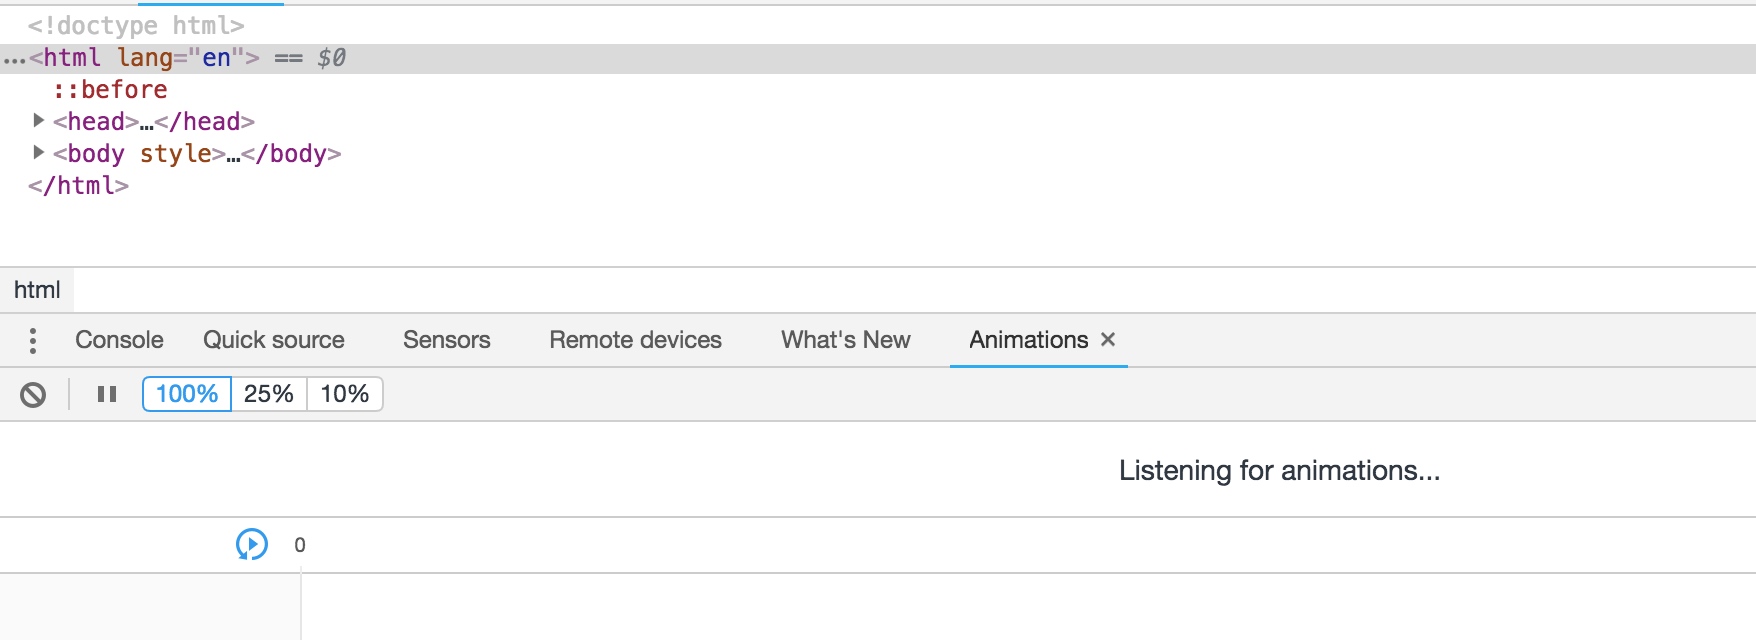 <!doctype html>
…<html lang="en"> == $0
::before
<head>…</head>
<body style>…</body>
</html>
html
Console Quick source Sensors Remote devices What's New Animations ×
100% 25% 10%
Listening for animations...
0